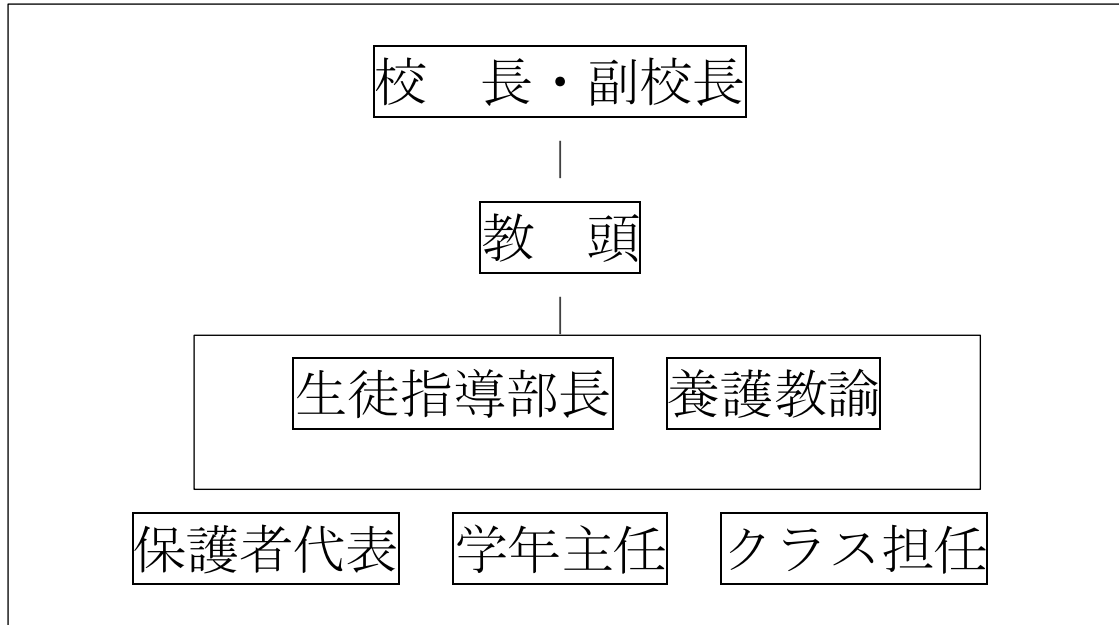 校　長・副校長
教　頭
生徒指導部長　養護教諭
保護者代表　学年主任　クラス担任